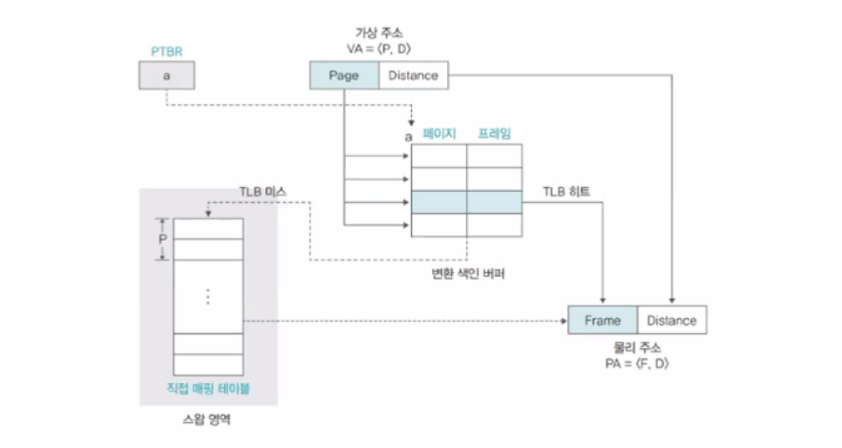 가상 주소
VA = ⟨P, D⟩
PTBR
a
Page
Distance
a
페이지
프레임
TLB 미스
TLB 히트
P
변환 색인 버퍼
Frame
Distance
물리 주소
PA = ⟨F, D⟩
직접 매핑 테이블
스왑 영역